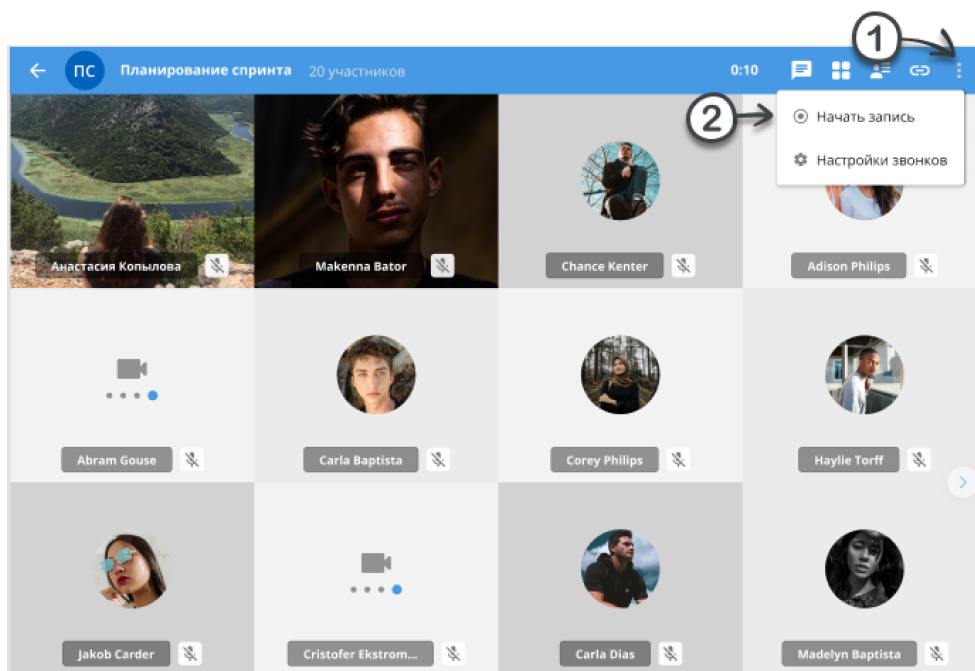 1
ПС Планирование спринта 20 участников 0:10
2
Начать запись
Настройки звонков
Анастасия Копылова
Makenna Bator
Chance Kenter
Adison Philips
Abram Gouse
Carla Baptista
Corey Philips
Haylie Torff
Jakob Carder
Cristofer Ekstrom...
Carla Dias
Madelyn Baptista